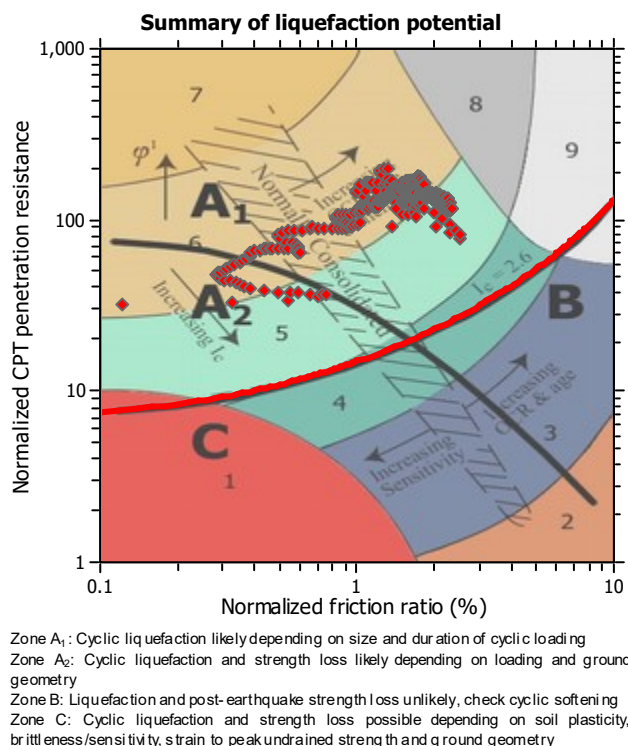 Summary of liquefaction potential
1,000
7
8
9
φ'
Increasing
A1
Normally Consolidated
100
6
A2
Ic = 2.6
B
Increasing Ic
5
10
4
Increasing
OCR & age
3
C
1
Increasing
Sensitivity
2
1
0.1
1
10
Normalized CPT penetration resistance
Normalized friction ratio (%)
Zone A1: Cyclic liquefaction likely depending on size and duration of cyclic loading
Zone A2: Cyclic liquefaction and strength loss likely depending on loading and ground
geometry
Zone B: Liquefaction and post-earthquake strength loss unlikely, check cyclic softening
Zone C: Cyclic liquefaction and strength loss possible depending on soil plasticity,
brittleness/sensitivity, strain to peak undrained strength and ground geometry